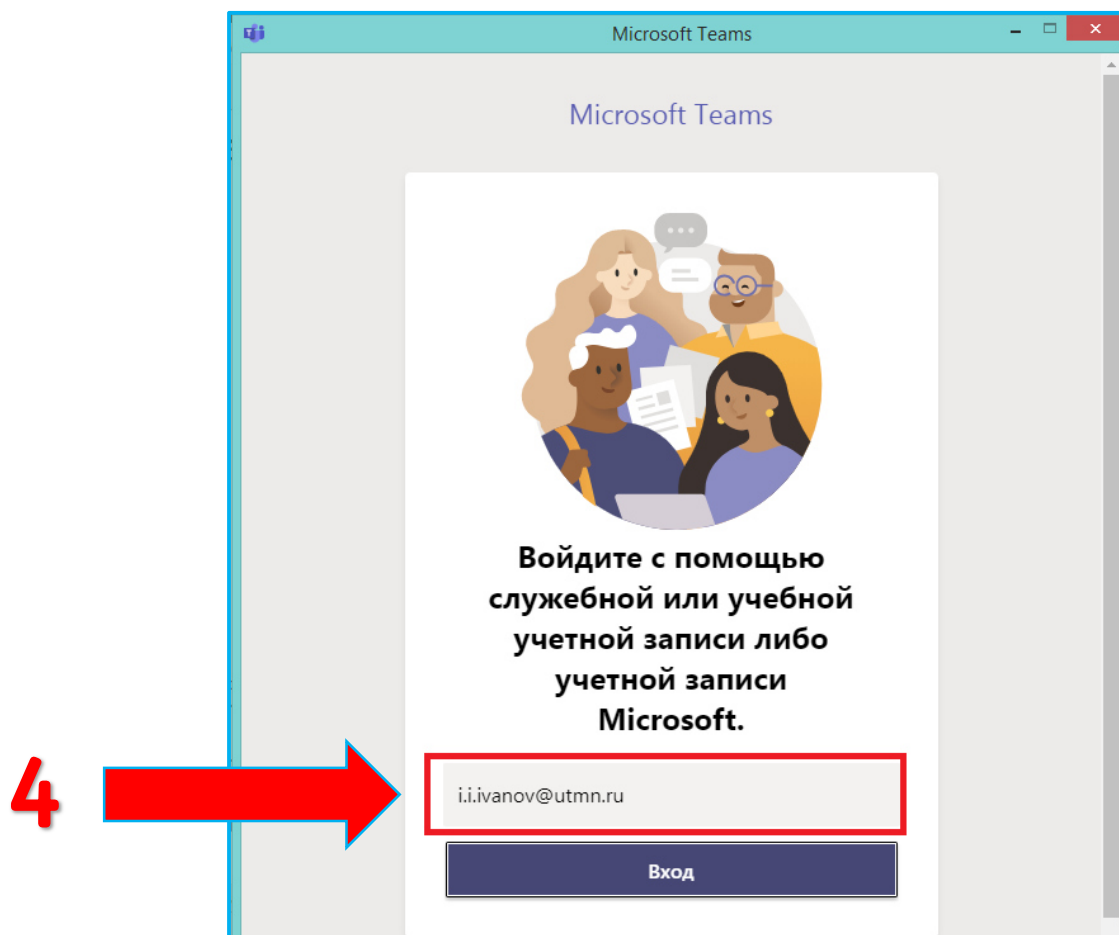 Microsoft Teams
Microsoft Teams
Войдите с помощью
служебной или учебной
учетной записи либо
учетной записи
Microsoft.
4
i.i.ivanov@utmn.ru
Вход